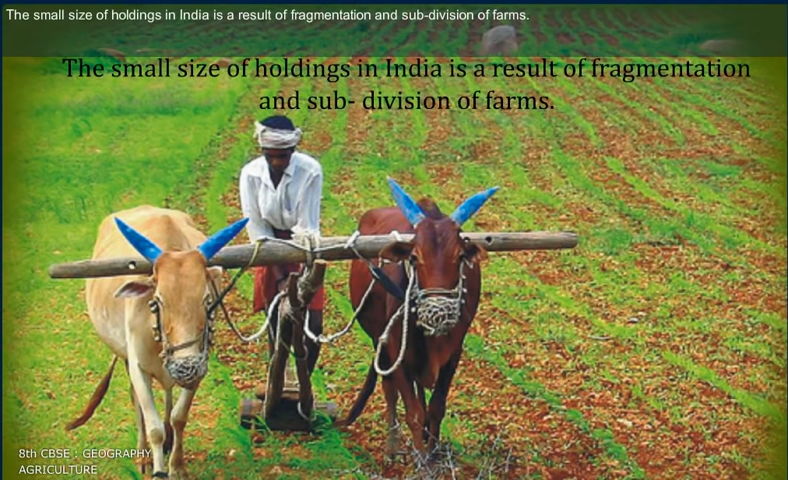 The small size of holdings in India is a result of fragmentation and sub-division of farms.
The small size of holdings in India is a result of fragmentation
and sub- division of farms.
8th CBSE : GEOGRAPHY
AGRICULTURE